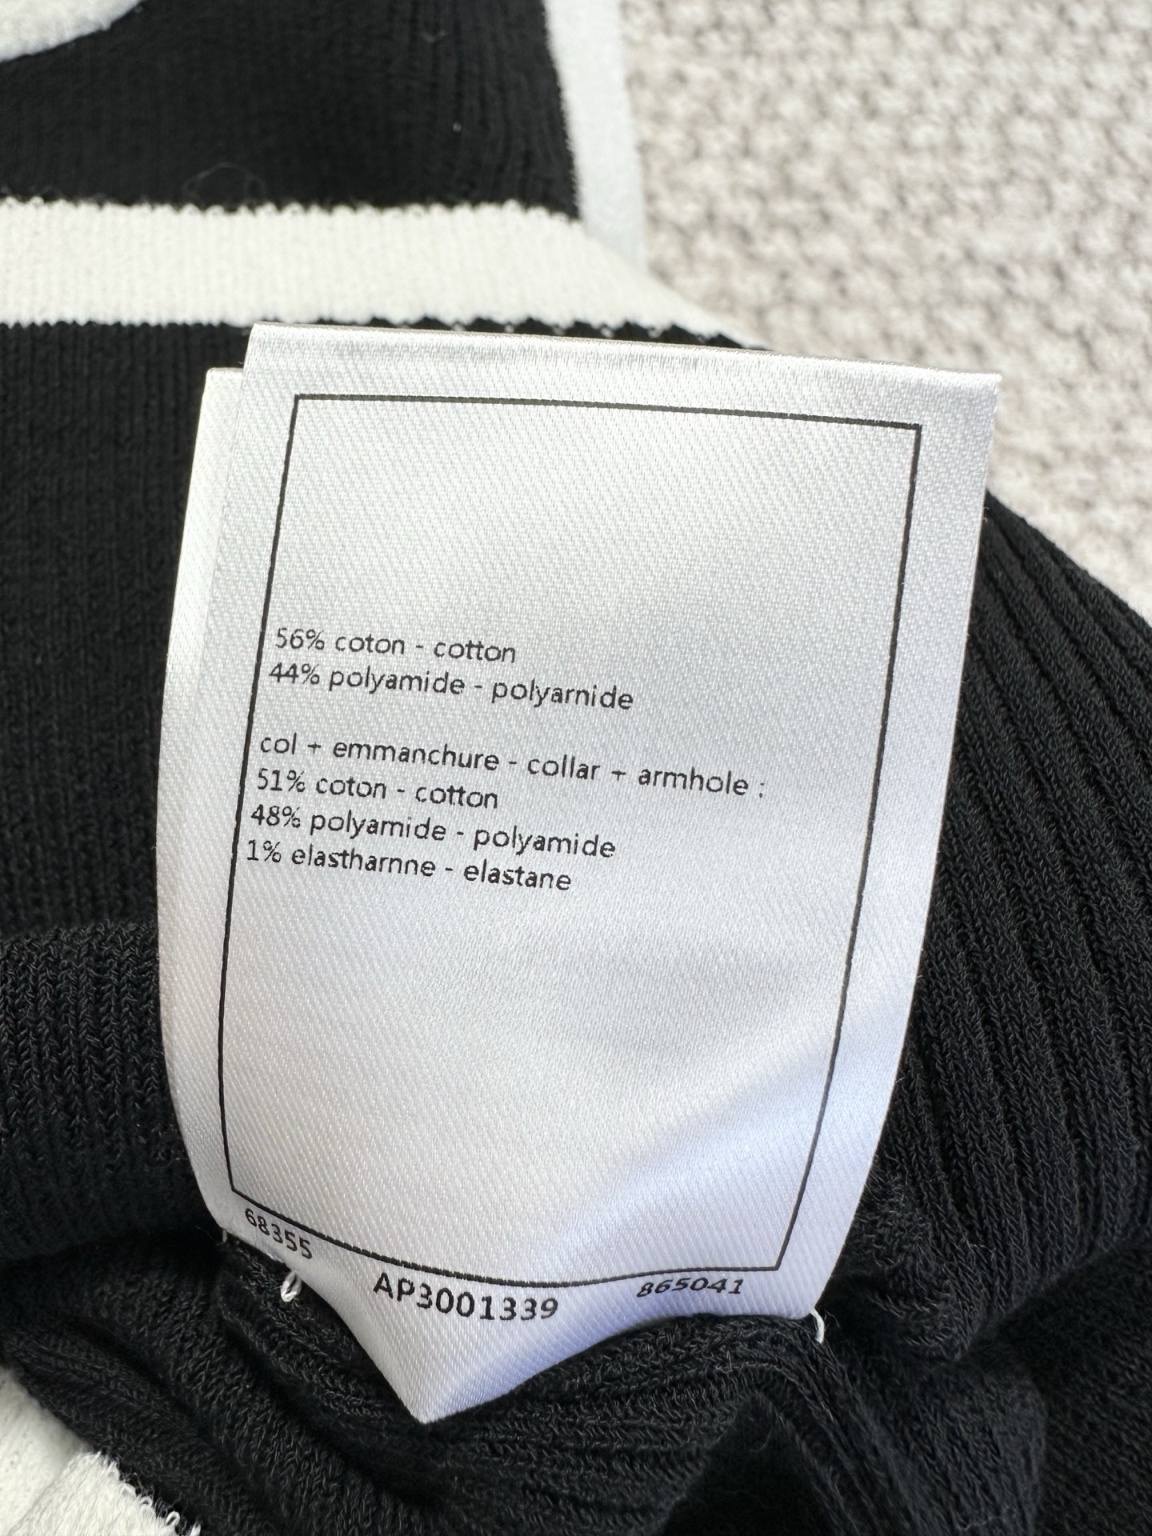 56% coton - cotton
44% polyamide - polyarnide
col + emmanchure - collar + armhole :
51% coton - cotton
48% polyamide - polyamide
1% elastharnne - elastane
68355
AP3001339
865041